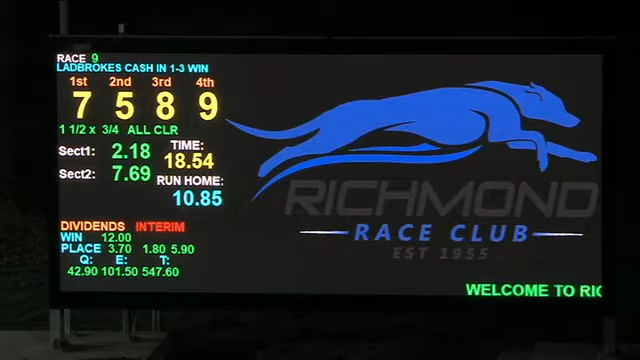 RACE 9
LADBROKES CASH IN 1-3 WIN
1st 2nd 3rd 4th
7 5 8 9
1 1/2 x 3/4 ALL CLR
Sect1: 2.18 TIME:
18.54
Sect2: 7.69 RUN HOME:
10.85
DIVIDENDS INTERIM
WIN 12.00
PLACE 3.70 1.80 5.90
Q: E: T:
42.90 101.50 547.60
RICHMOND
RACE CLUB
EST 1955
WELCOME TO RIC